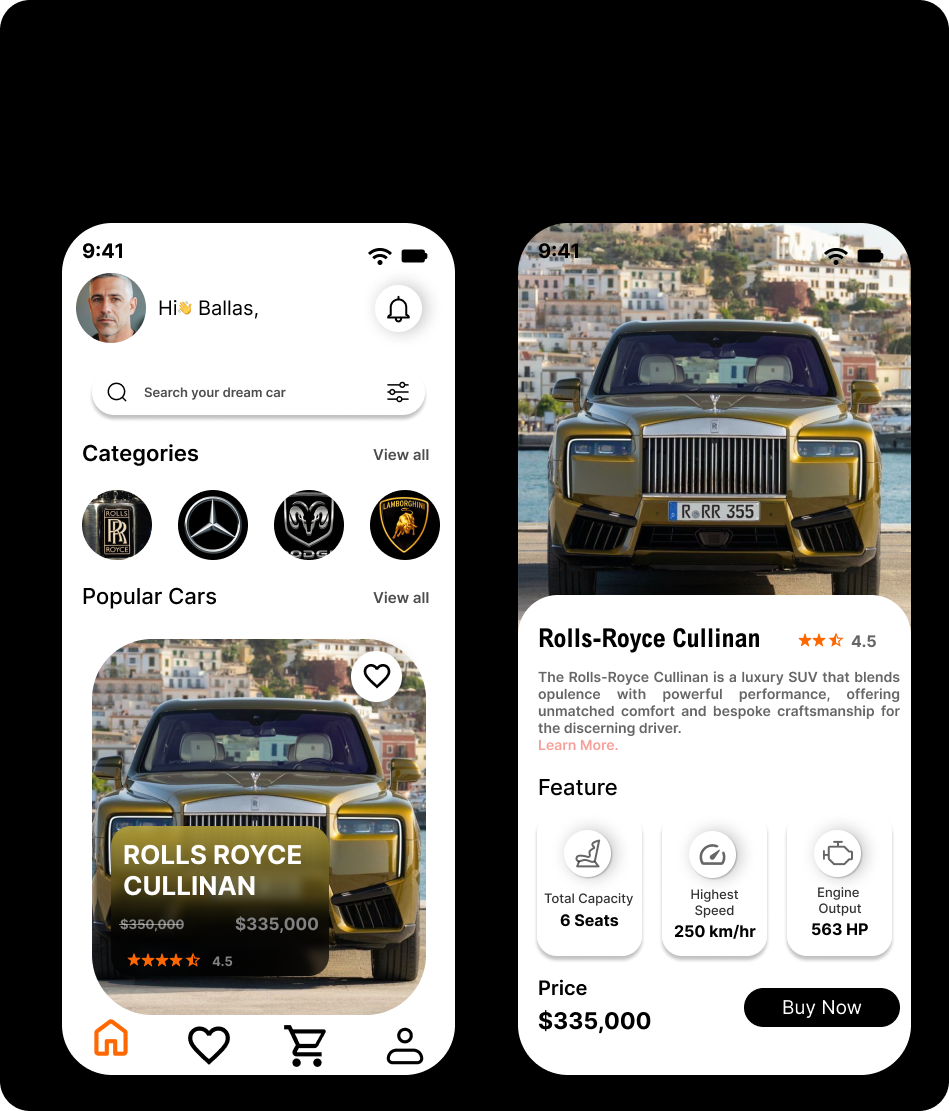 9:41
Hi👋 Ballas,
Search your dream car
Categories
View all
ROLLS
RR
ROYCE
DODGE
LAMBORGHINI
Popular Cars
View all
ROLLS ROYCE
CULLINAN
$350,000
$335,000
4.5
9:41
R RR 355
Rolls-Royce Cullinan
4.5
The Rolls-Royce Cullinan is a luxury SUV that blends
opulence with powerful performance, offering
unmatched comfort and bespoke craftsmanship for
the discerning driver.
Learn More.
Feature
Total Capacity
6 Seats
Highest
Speed
250 km/hr
Engine
Output
563 HP
Price
$335,000
Buy Now